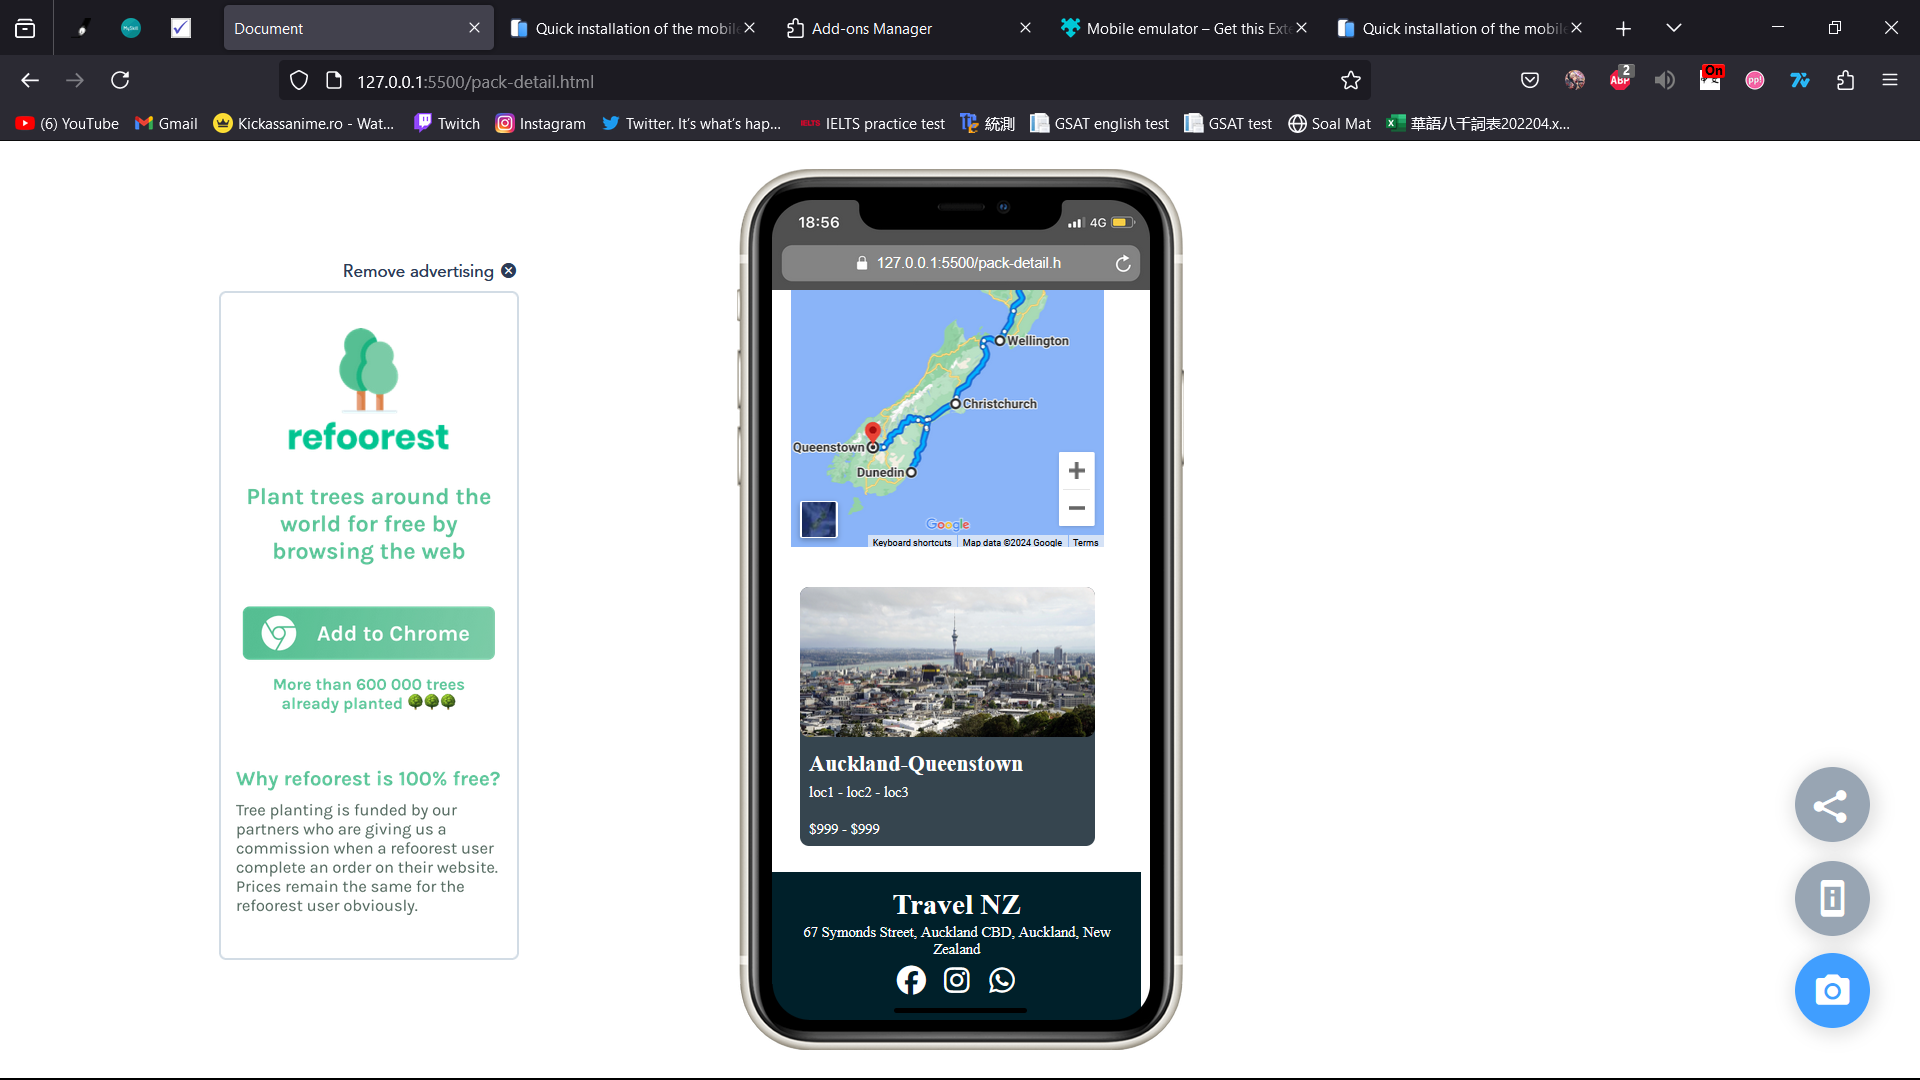 Document
Quick installation of the mobile
Add-ons Manager
Mobile emulator – Get this Exte
Quick installation of the mobile
127.0.0.1:5500/pack-detail.html
ABP
2
On
pp!
(6) YouTube
Gmail
Kickassanime.ro - Wat...
Twitch
Instagram
Twitter. It's what's hap...
IELTS
IELTS practice test
統測
GSAT english test
GSAT test
Soal Mat
華語八千詞表202204.x...
Remove advertising
refoorest
Plant trees around the
world for free by
browsing the web
Add to Chrome
More than 600 000 trees
already planted 🌳🌳🌳
Why refoorest is 100% free?
Tree planting is funded by our
partners who are giving us a
commission when a refoorest user
complete an order on their website.
Prices remain the same for the
refoorest user obviously.
18:56
4G
127.0.0.1:5500/pack-detail.h
Wellington
Christchurch
Queenstown
Dunedin
Google
Keyboard shortcuts
Map data ©2024 Google
Terms
Auckland-Queenstown
loc1 - loc2 - loc3
$999 - $999
Travel NZ
67 Symonds Street, Auckland CBD, Auckland, New
Zealand